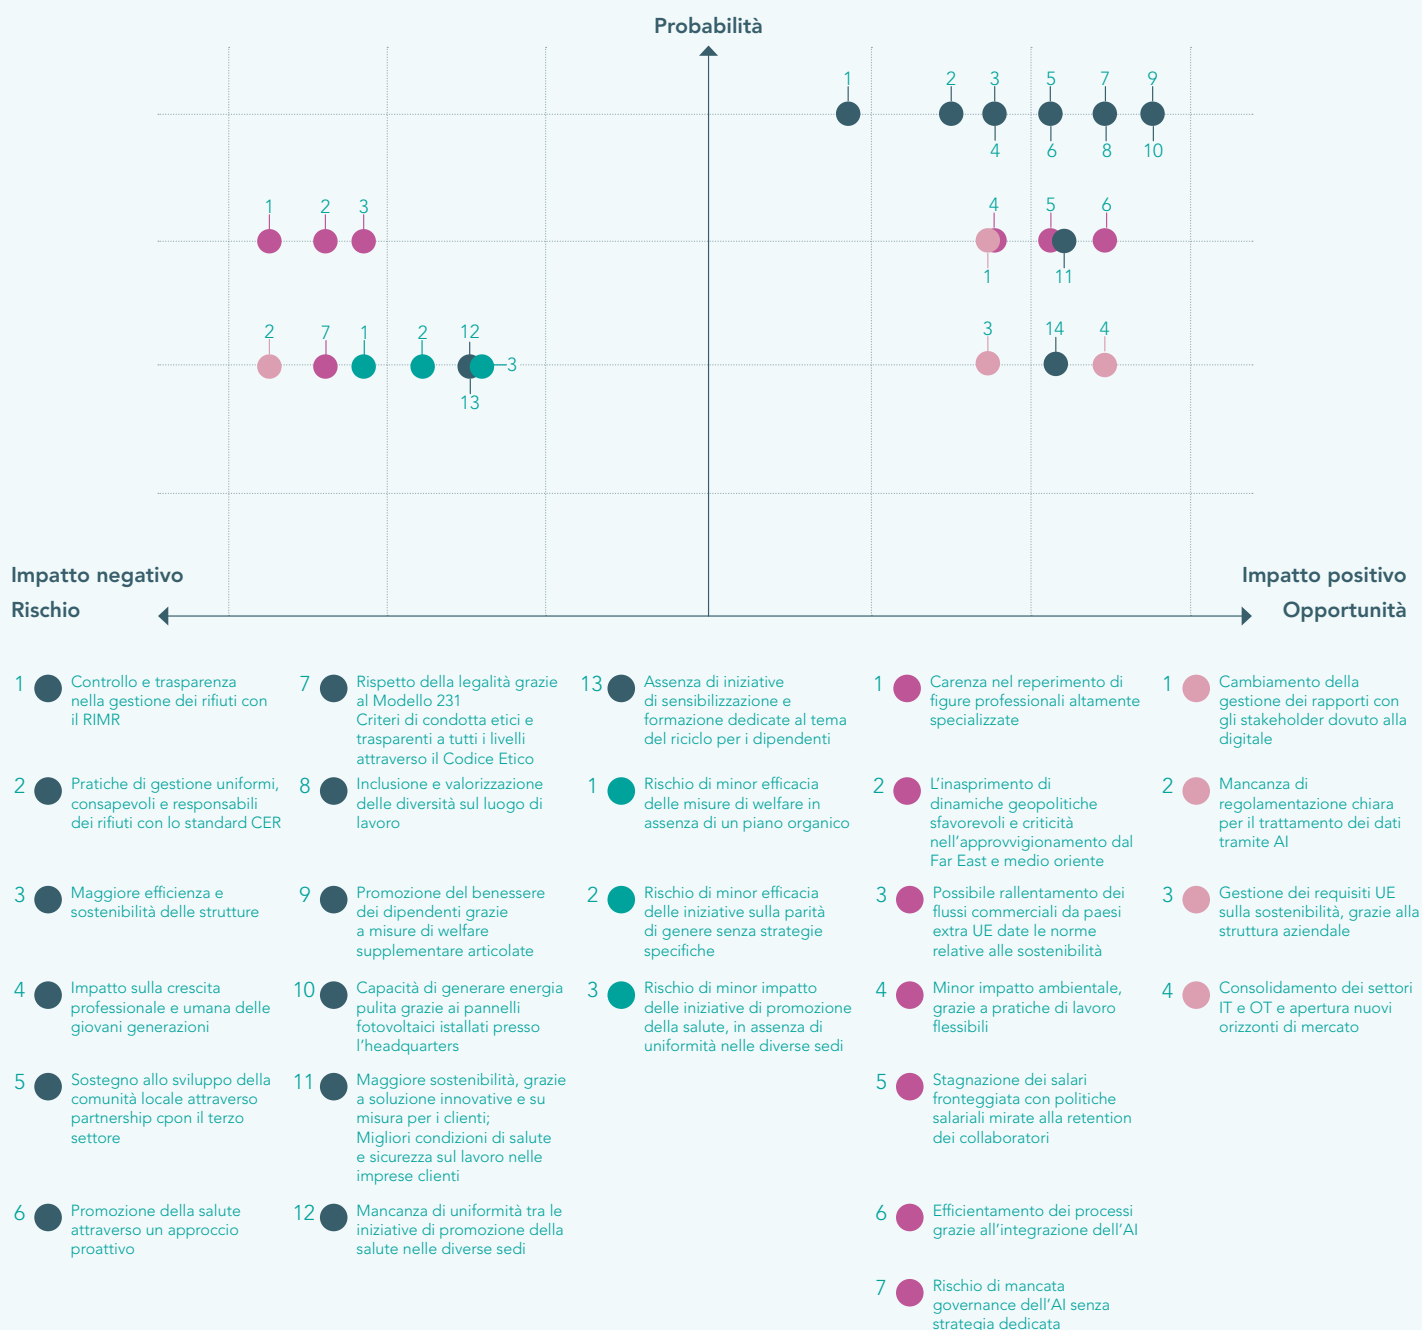 Probabilità
1 2 3 5 7 9
4 6 8 10
1 2 3
4 5 6
1 11
2 7 1 2 12
3
13
3 14 4
Impatto negativo
Rischio
Impatto positivo
Opportunità
1 Controllo e trasparenza
nella gestione dei rifiuti con
il RIMR
2 Pratiche di gestione uniformi,
consapevoli e responsabili
dei rifiuti con lo standard CER
3 Maggiore efficienza e
sostenibilità delle strutture
4 Impatto sulla crescita
professionale e umana delle
giovani generazioni
5 Sostegno allo sviluppo della
comunità locale attraverso
partnership cpon il terzo
settore
6 Promozione della salute
attraverso un approccio
proattivo
7 Rispetto della legalità grazie
al Modello 231
Criteri di condotta etici e
trasparenti a tutti i livelli
attraverso il Codice Etico
8 Inclusione e valorizzazione
delle diversità sul luogo di
lavoro
9 Promozione del benessere
dei dipendenti grazie
a misure di welfare
supplementare articolate
10 Capacità di generare energia
pulita grazie ai pannelli
fotovoltaici istallati presso
l’headquarters
11 Maggiore sostenibilità, grazie
a soluzione innovative e su
misura per i clienti;
Migliori condizioni di salute
e sicurezza sul lavoro nelle
imprese clienti
12 Mancanza di uniformità tra le
iniziative di promozione della
salute nelle diverse sedi
13 Assenza di iniziative
di sensibilizzazione e
formazione dedicate al tema
del riciclo per i dipendenti
1 Rischio di minor efficacia
delle misure di welfare in
assenza di un piano organico
2 Rischio di minor efficacia
delle iniziative sulla parità
di genere senza strategie
specifiche
3 Rischio di minor impatto
delle iniziative di promozione
della salute, in assenza di
uniformità nelle diverse sedi
1 Carenza nel reperimento di
figure professionali altamente
specializzate
2 L’inasprimento di
dinamiche geopolitiche
sfavorevoli e criticità
nell’approvvigionamento dal
Far East e medio oriente
3 Possibile rallentamento dei
flussi commerciali da paesi
extra UE date le norme
relative alle sostenibilità
4 Minor impatto ambientale,
grazie a pratiche di lavoro
flessibili
5 Stagnazione dei salari
fronteggiata con politiche
salariali mirate alla retention
dei collaboratori
6 Efficientamento dei processi
grazie all’integrazione dell’AI
7 Rischio di mancata
governance dell’AI senza
strategia dedicata
1 Cambiamento della
gestione dei rapporti con
gli stakeholder dovuto alla
digitale
2 Mancanza di
regolamentazione chiara
per il trattamento dei dati
tramite AI
3 Gestione dei requisiti UE
sulla sostenibilità, grazie alla
struttura aziendale
4 Consolidamento dei settori
IT e OT e apertura nuovi
orizzonti di mercato